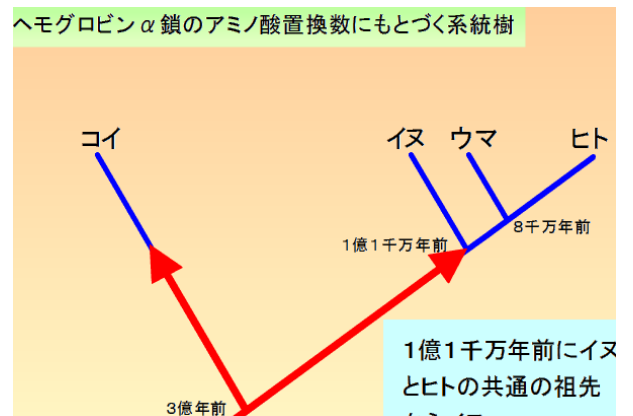 ヘモグロビンα鎖のアミノ酸置換数にもとづく系統樹
コイ
イヌ
ウマ
ヒト
8千万年前
1億1千万年前
1億1千万年前にイヌ
とヒトの共通の祖先
3億年前